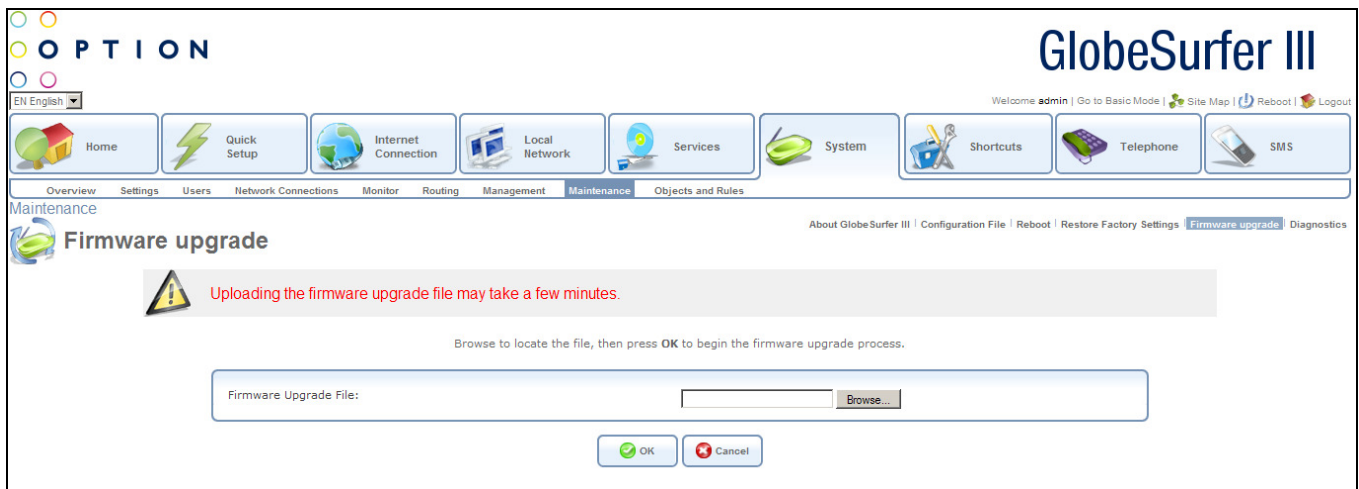 OPTION
GlobeSurfer III
EN English
Welcome admin | Go to Basic Mode | Site Map | Reboot | Logout
Home
Quick Setup
Internet Connection
Local Network
Services
System
Shortcuts
Telephone
SMS
Overview Settings Users Network Connections Monitor Routing Management Maintenance Objects and Rules
Maintenance
About GlobeSurfer III | Configuration File | Reboot | Restore Factory Settings | Firmware upgrade | Diagnostics
Firmware upgrade
Uploading the firmware upgrade file may take a few minutes.
Browse to locate the file, then press OK to begin the firmware upgrade process.
Firmware Upgrade File: Browse...
OK Cancel